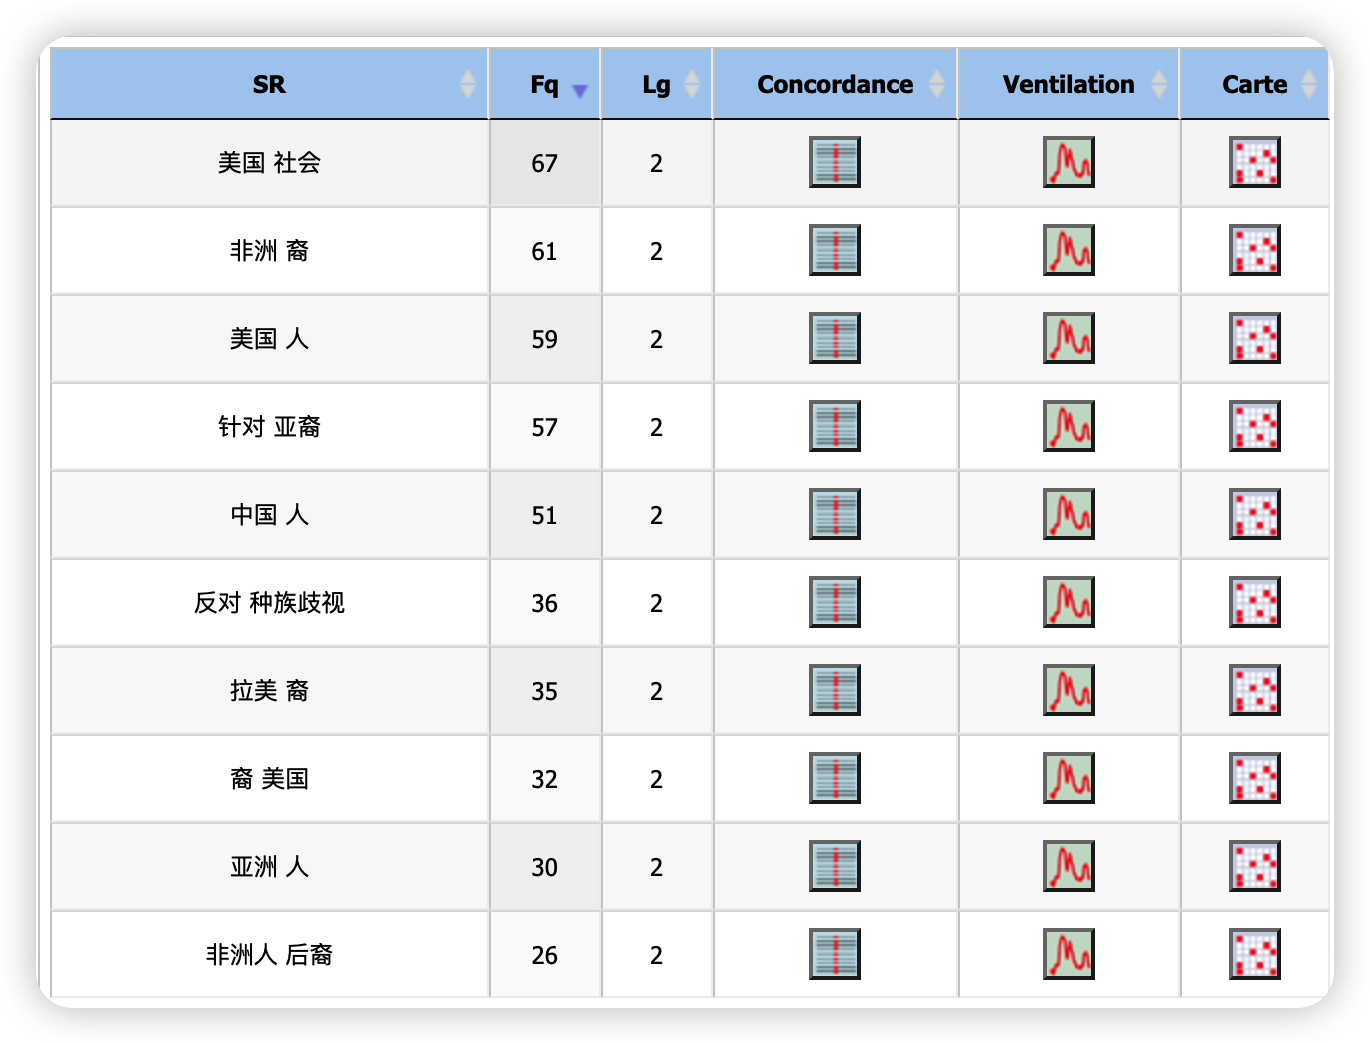 SR Fq Lg Concordance Ventilation Carte
美国 社会 67 2
非洲 裔 61 2
美国 人 59 2
针对 亚裔 57 2
中国 人 51 2
反对 种族歧视 36 2
拉美 裔 35 2
裔 美国 32 2
亚洲 人 30 2
非洲人 后裔 26 2